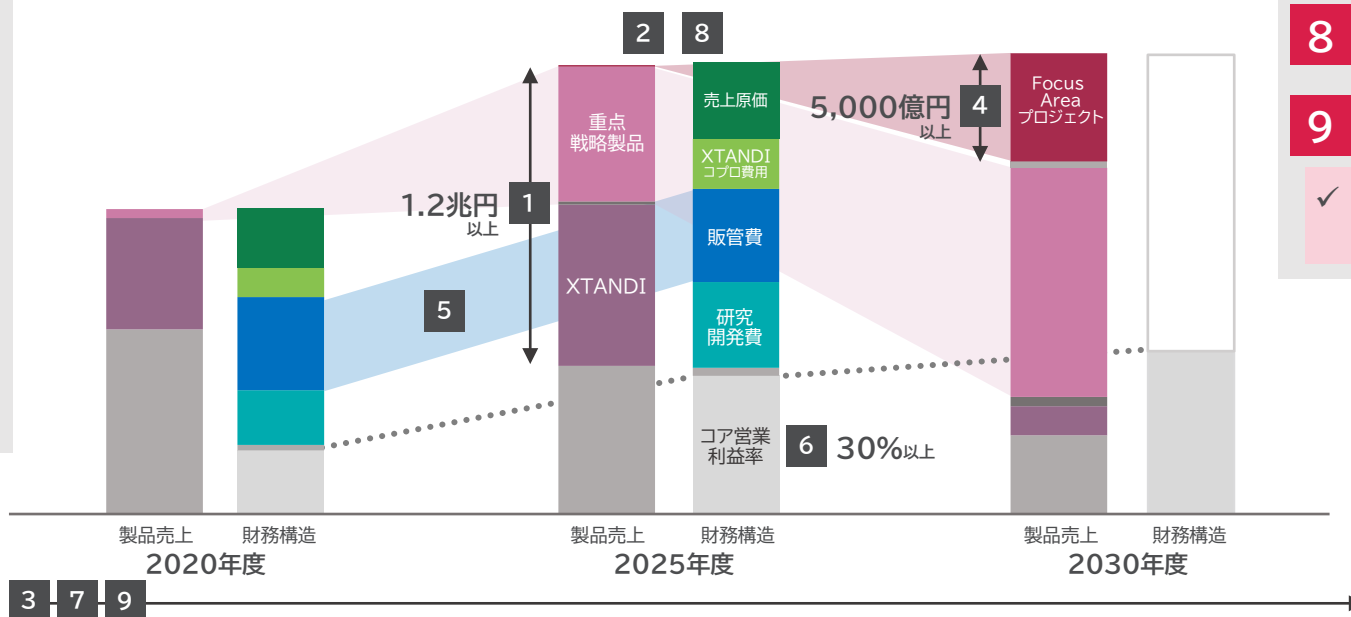 2 8
8
9
✓
重点
戦略製品
XTANDI
1.2兆円
以上
1
5
売上原価
XTANDI
コプロ費用
販管費
研究
開発費
コア営業
利益率
6 30%以上
5,000億円
以上
4
Focus
Area
プロジェクト
製品売上 財務構造
2020年度
製品売上 財務構造
2025年度
製品売上 財務構造
2030年度
3 7 9